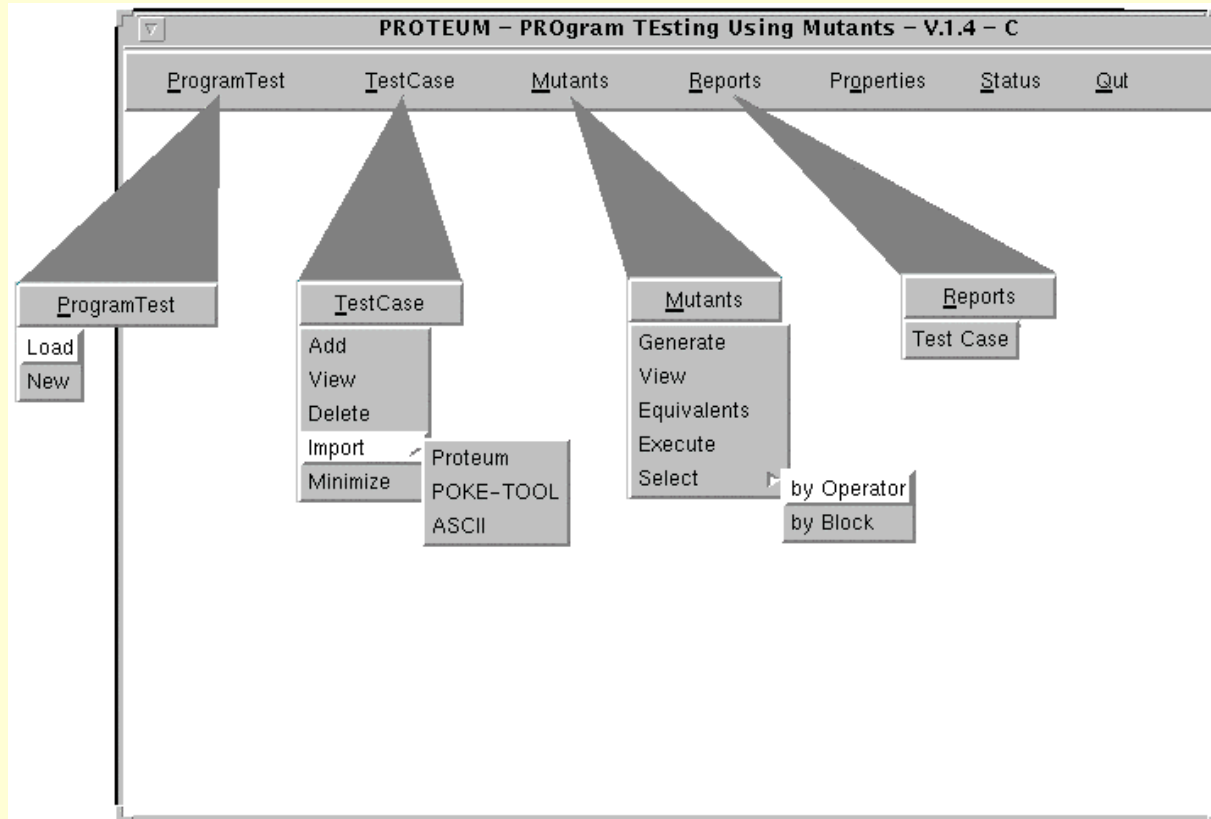 PROTEUM – PROgram TEsting Using Mutants – V.1.4 – C
ProgramTest TestCase Mutants Reports Properties Status Qut
ProgramTest
Load
New
TestCase
Add
View
Delete
Import
Minimize
Proteum
POKE-TOOL
ASCII
Mutants
Generate
View
Equivalents
Execute
Select
by Operator
by Block
Reports
Test Case